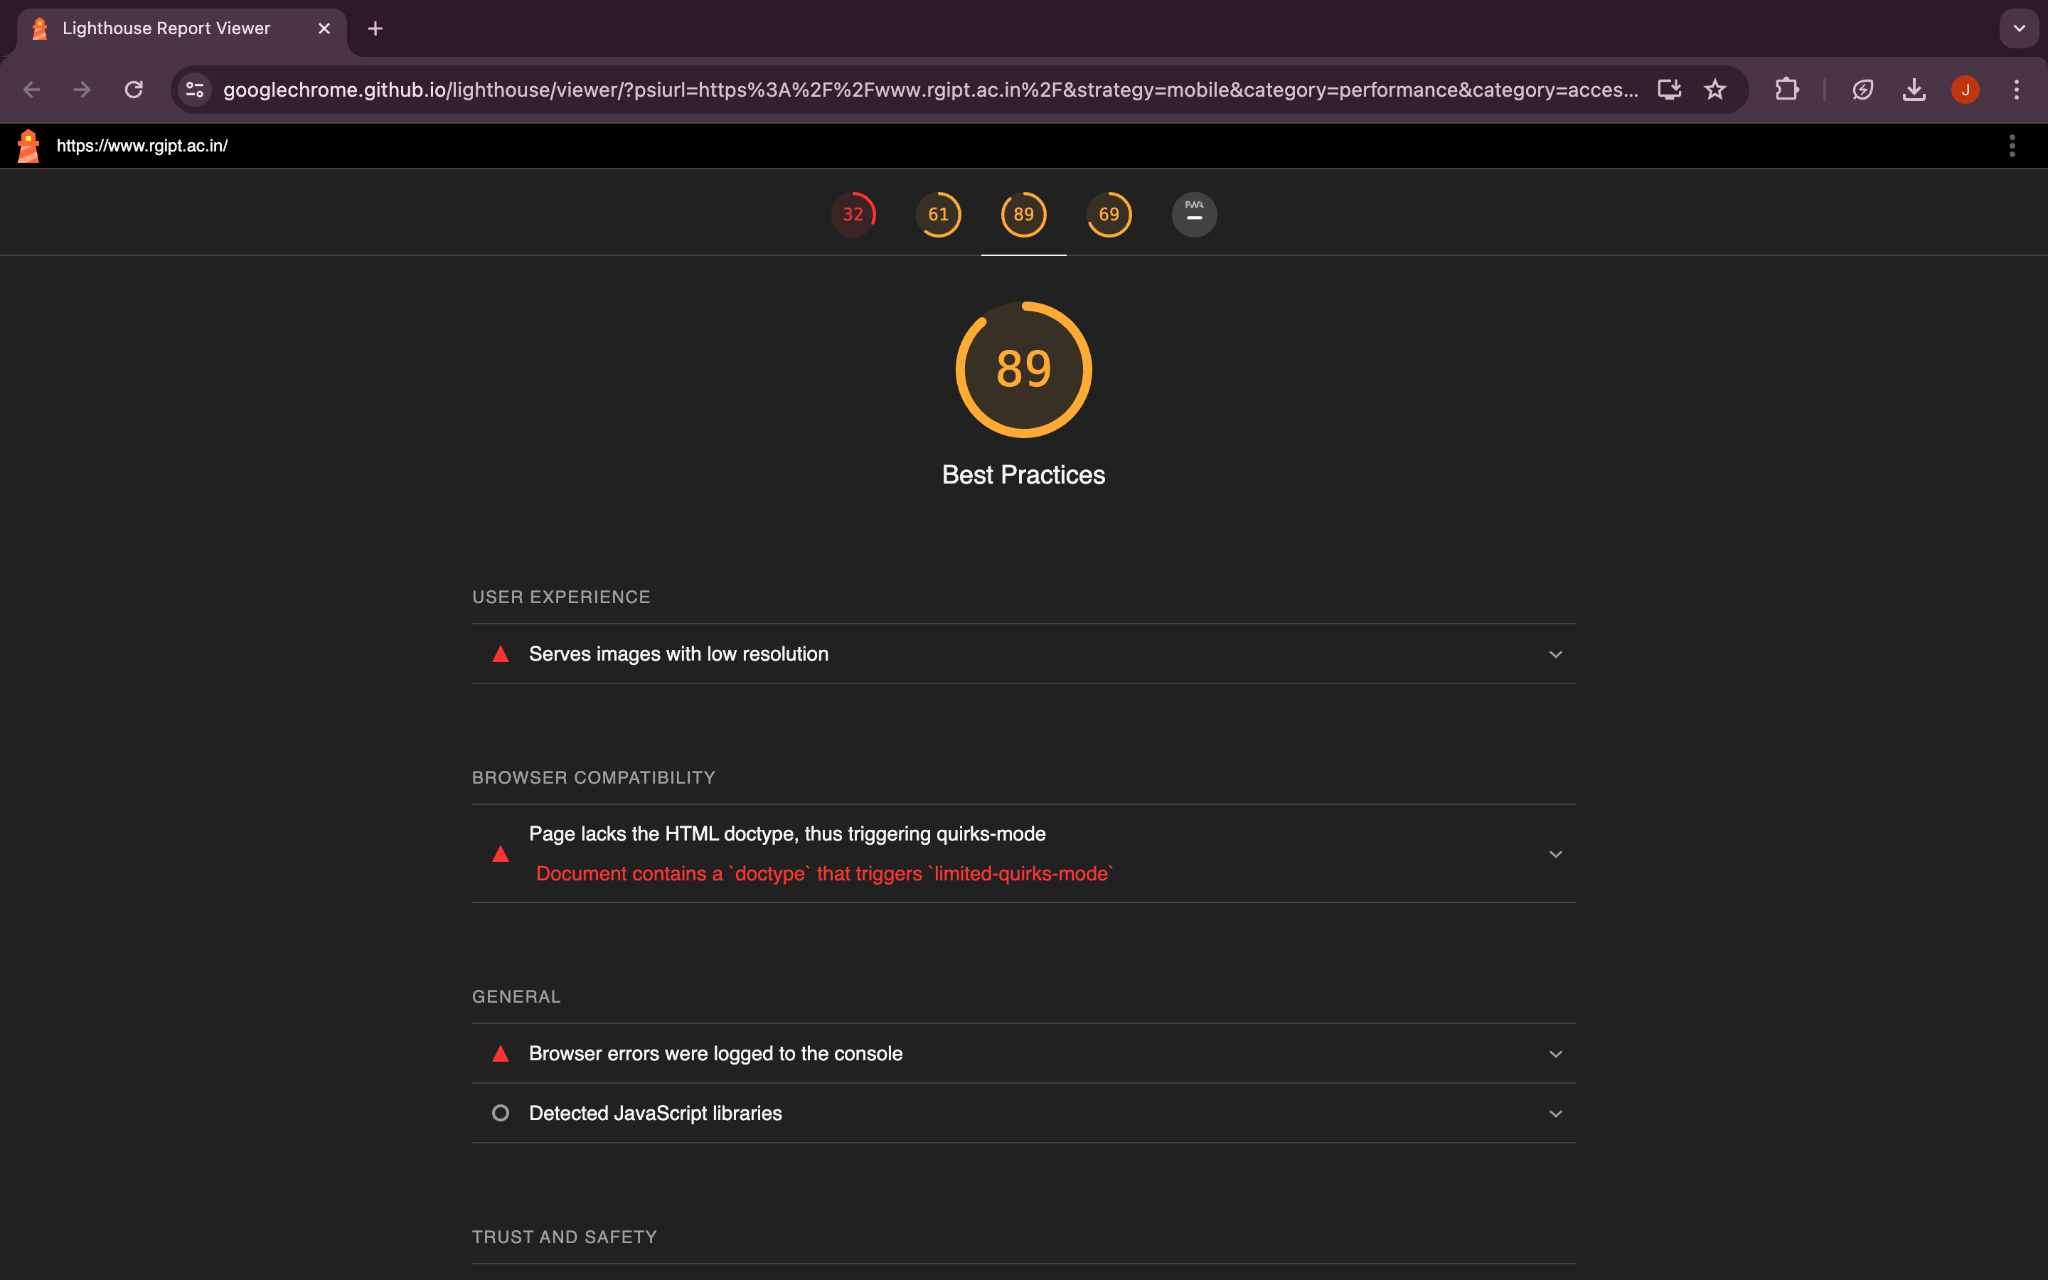 Lighthouse Report Viewer
googlechrome.github.io/lighthouse/viewer/?psiurl=https%3A%2F%2Fwww.rgipt.ac.in%2F&strategy=mobile&category=performance&category=acces...
J
https://www.rgipt.ac.in/
32
61
89
69
PWA
89
Best Practices
USER EXPERIENCE
Serves images with low resolution
BROWSER COMPATIBILITY
Page lacks the HTML doctype, thus triggering quirks-mode
Document contains a `doctype` that triggers `limited-quirks-mode`
GENERAL
Browser errors were logged to the console
Detected JavaScript libraries
TRUST AND SAFETY